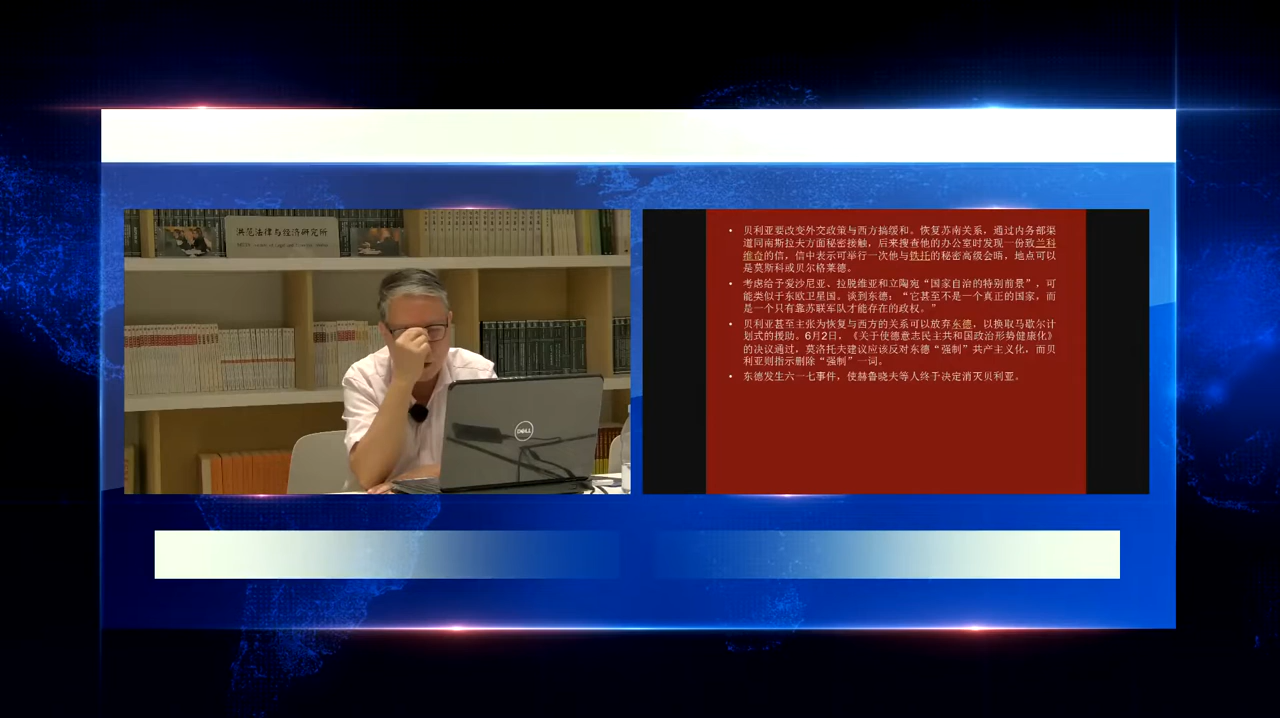 洪范法律与经济研究所
DELL
• 贝利亚要改变外交政策与西方搞缓和。恢复苏南关系，通过内务部渠
道同南斯拉夫方面秘密接触，后来搜查他的办公室时发现一份致兰科
维奇的信，信中表示可举行一次他与铁托的秘密高级会晤，地点可以
是莫斯科或贝尔格莱德。
• 考虑给予爱沙尼亚、拉脱维亚和立陶宛“国家自治的特别前景”，可
能类似于东欧卫星国。谈到东德：“它甚至不是一个真正的国家，而
是一个只有靠苏联军队才能存在的政权。”
• 贝利亚甚至主张为恢复与西方的关系可以放弃东德，以换取马歇尔计
划式的援助。6月2日，《关于使德意志民主共和国政治形势健康化》
的决议通过，莫洛托夫建议应该反对东德“强制”共产主义化，而贝
利亚则指示删除“强制”一词。
• 东德发生六一七事件，使赫鲁晓夫等人终于决定消灭贝利亚。